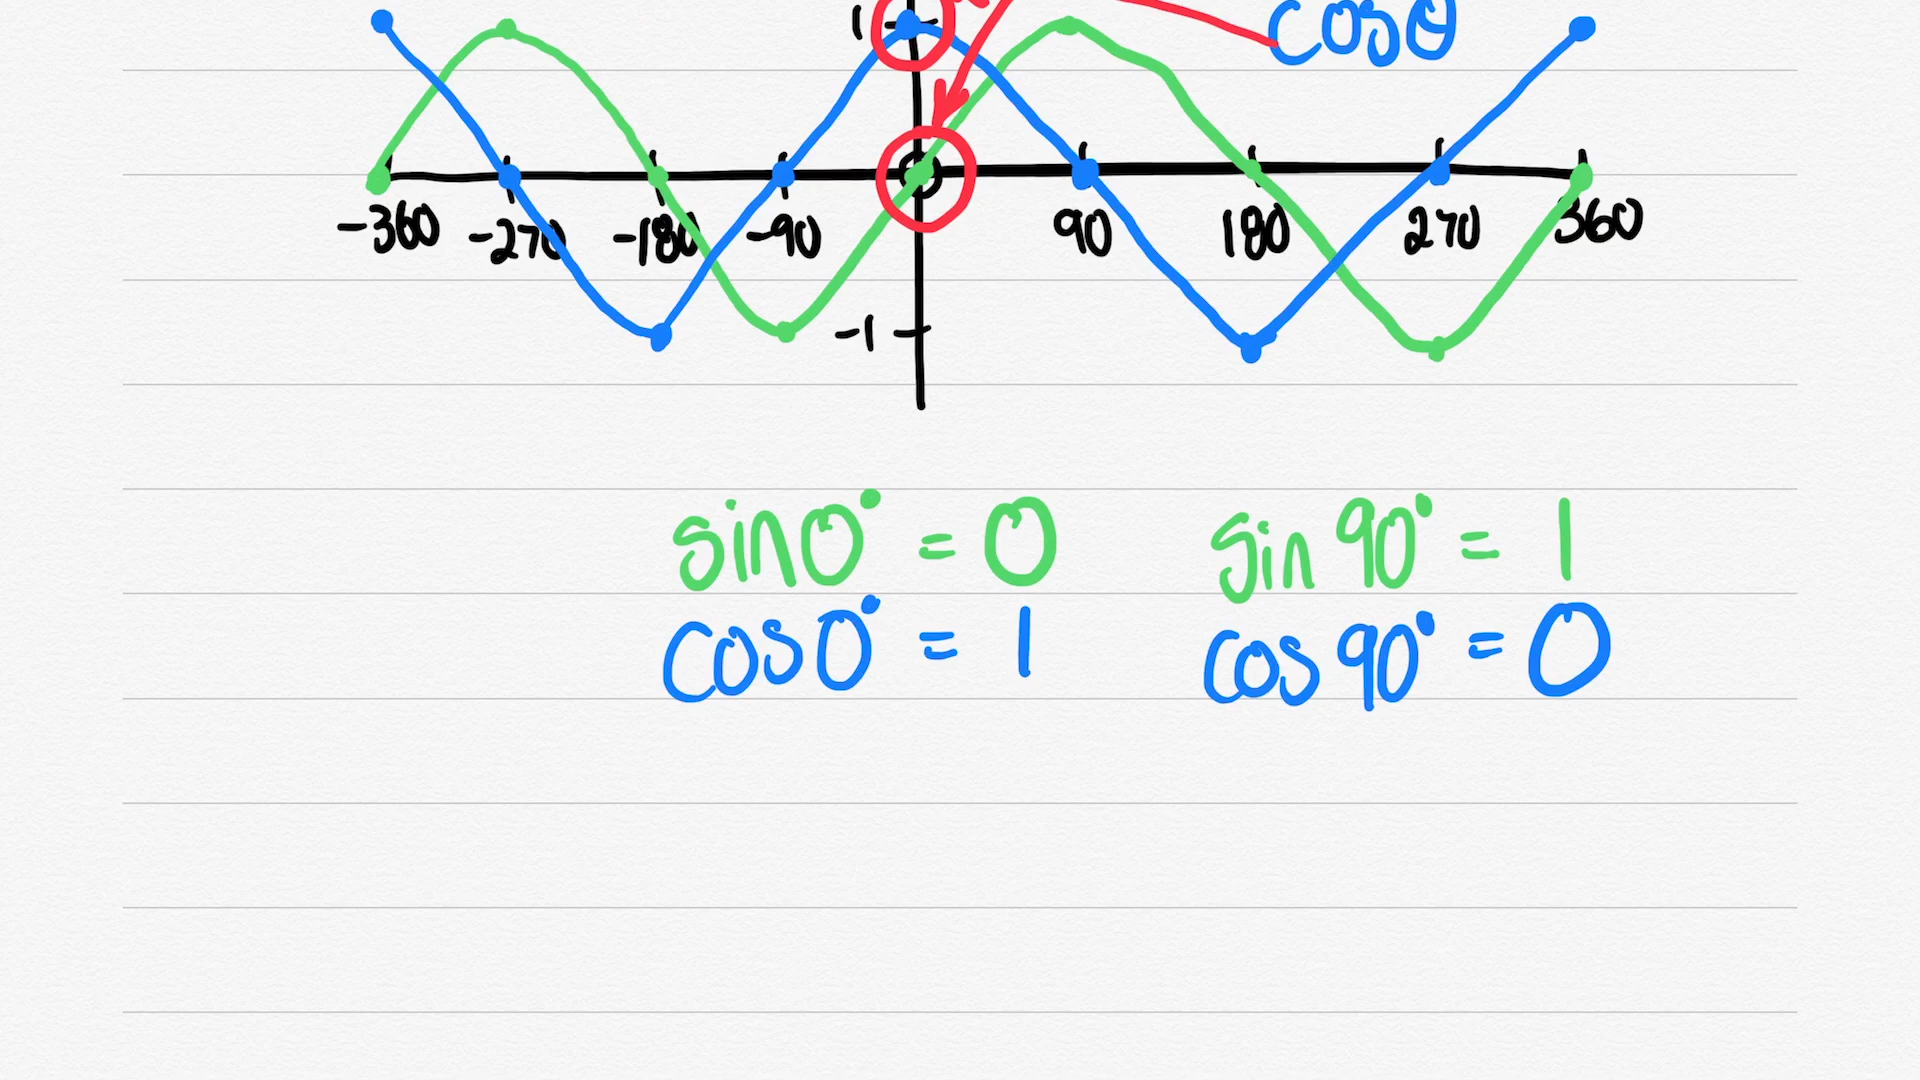 1 cosθ
-360 -270 -180 -90 90 180 270 360
-1
sin0° = 0 sin90° = 1
cos0° = 1 cos90° = 0